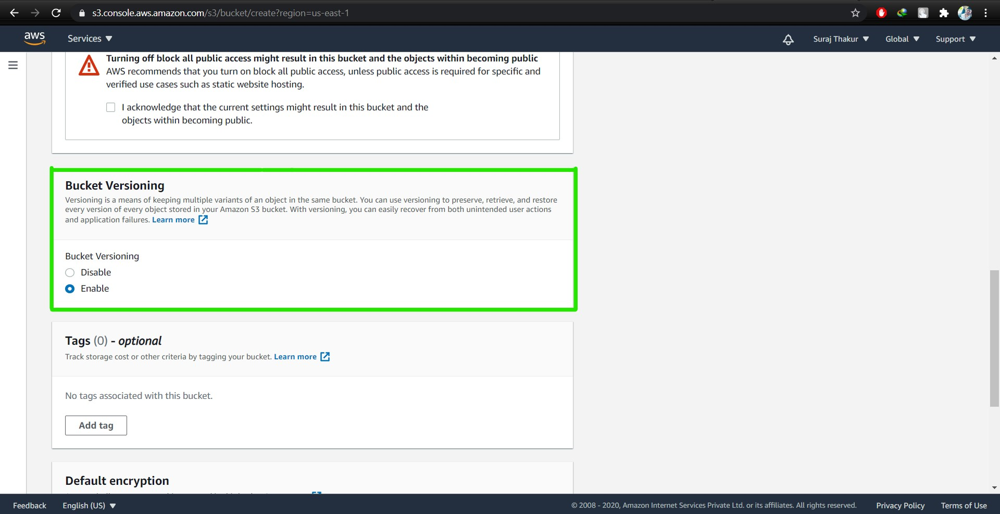 s3.console.aws.amazon.com/s3/bucket/create?region=us-east-1
aws
Services
Suraj Thakur
Global
Support
Turning off block all public access might result in this bucket and the objects within becoming public
AWS recommends that you turn on block all public access, unless public access is required for specific and
verified use cases such as static website hosting.
I acknowledge that the current settings might result in this bucket and the
objects within becoming public.
Bucket Versioning
Versioning is a means of keeping multiple variants of an object in the same bucket. You can use versioning to preserve, retrieve, and restore
every version of every object stored in your Amazon S3 bucket. With versioning, you can easily recover from both unintended user actions
and application failures. Learn more
Bucket Versioning
Disable
Enable
Tags (0) - optional
Track storage cost or other criteria by tagging your bucket. Learn more
No tags associated with this bucket.
Add tag
Default encryption
Feedback
English (US)
© 2008 - 2020, Amazon Internet Services Private Ltd. or its affiliates. All rights reserved.
Privacy Policy
Terms of Use